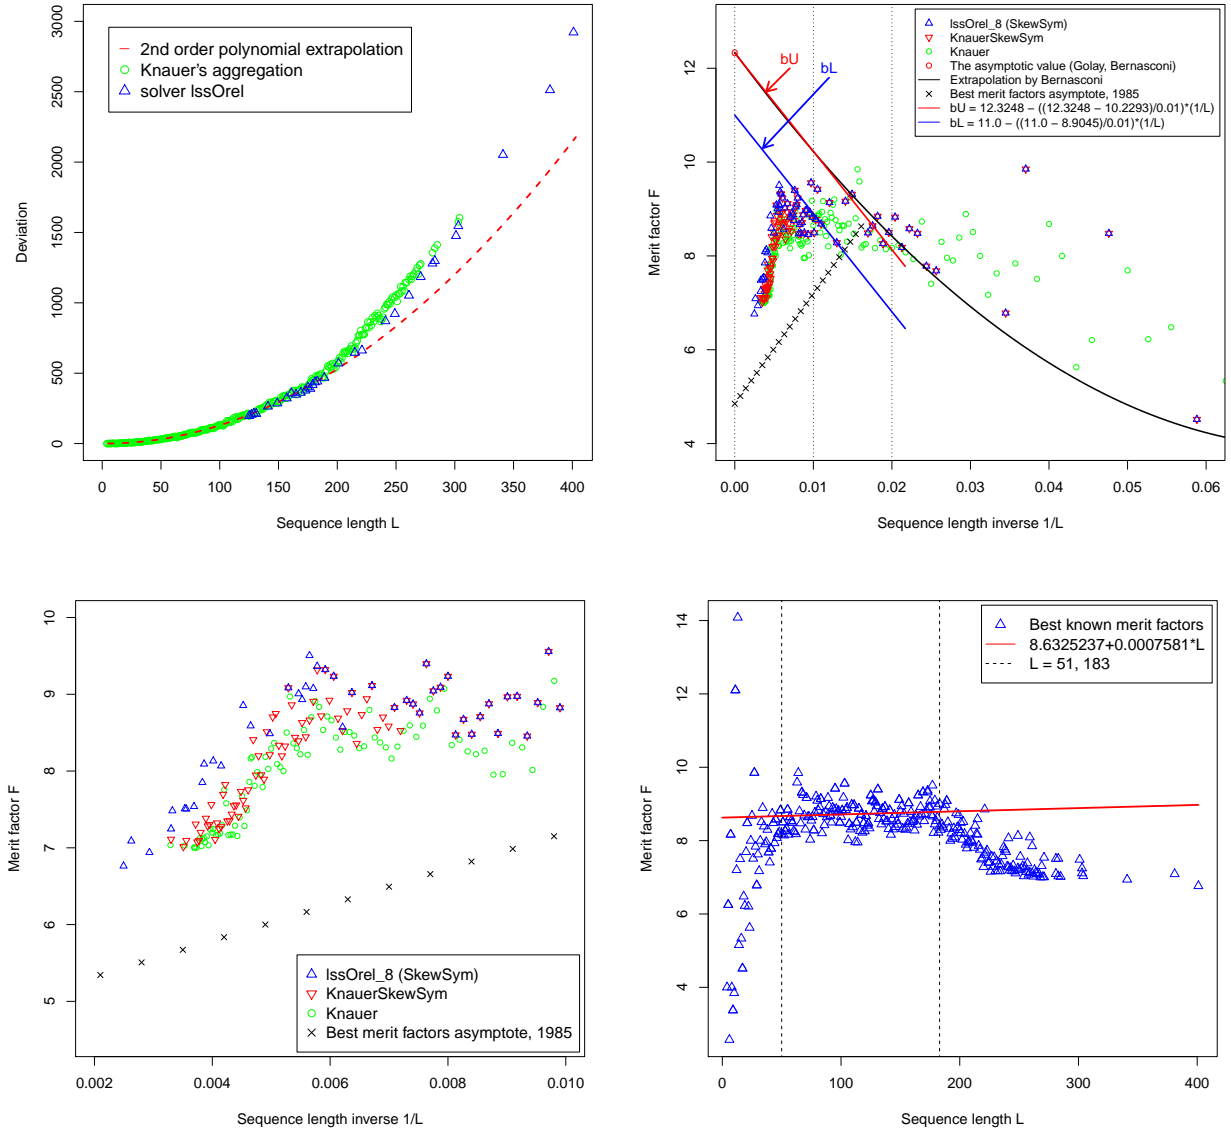 2nd order polynomial extrapolation
Knauer's aggregation
solver lssOrel
Deviation
0
500
1000
1500
2000
2500
3000
0 50 100 150 200 250 300 350 400
Sequence length L
lssOrel_8 (SkewSym)
KnauerSkewSym
Knauer
The asymptotic value (Golay, Bernasconi)
Extrapolation by Bernasconi
Best merit factors asymptote, 1985
bU = 12.3248 − ((12.3248 − 10.2293)/0.01)*(1/L)
bL = 11.0 − ((11.0 − 8.9045)/0.01)*(1/L)
bU
bL
Merit factor F
4
6
8
10
12
0.00 0.01 0.02 0.03 0.04 0.05 0.06
Sequence length inverse 1/L
Merit factor F
5
6
7
8
9
10
lssOrel_8 (SkewSym)
KnauerSkewSym
Knauer
Best merit factors asymptote, 1985
0.002 0.004 0.006 0.008 0.010
Sequence length inverse 1/L
Best known merit factors
8.6325237+0.0007581*L
L = 51, 183
Merit factor F
4
6
8
10
12
14
0 100 200 300 400
Sequence length L